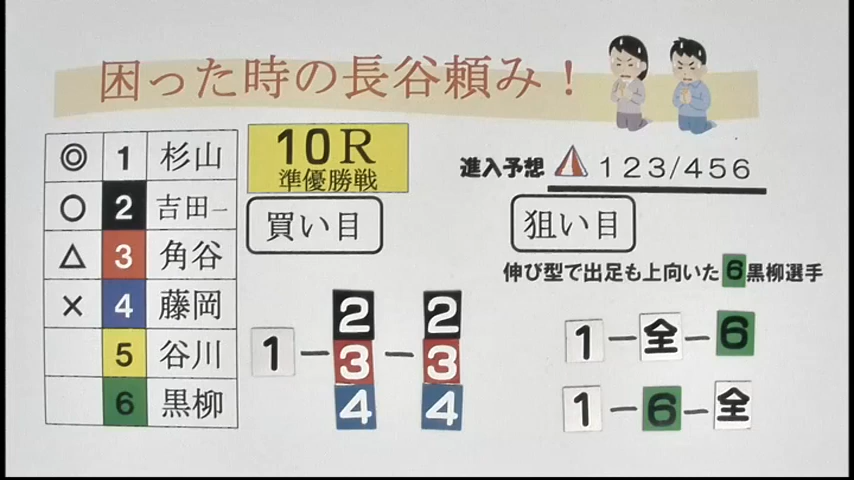 困った時の長谷頼み！
◎ 1 杉山
○ 2 吉田一
△ 3 角谷
× 4 藤岡
5 谷川
6 黒柳
10R
準優勝戦
買い目
1－2 3 4－2 3 4
進入予想 123/456
狙い目
伸び型で出足も上向いた6黒柳選手
1－全－6
1－6－全